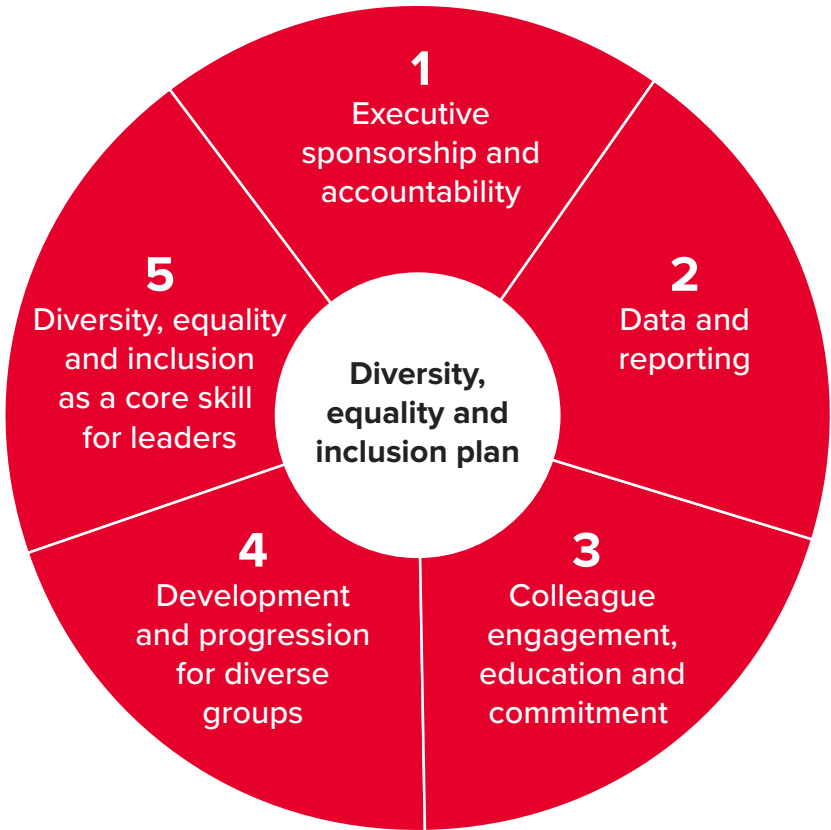 1
Executive
sponsorship and
accountability
2
Data and
reporting
3
Colleague
engagement,
education and
commitment
4
Development
and progression
for diverse
groups
5
Diversity, equality
and inclusion
as a core skill
for leaders
Diversity,
equality and
inclusion plan